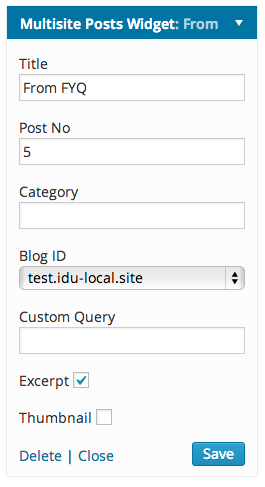 Multisite Posts Widget: From
Title
From FYQ
Post No
5
Category
Blog ID
test.idu-local.site
Custom Query
Excerpt
Thumbnail
Delete | Close Save